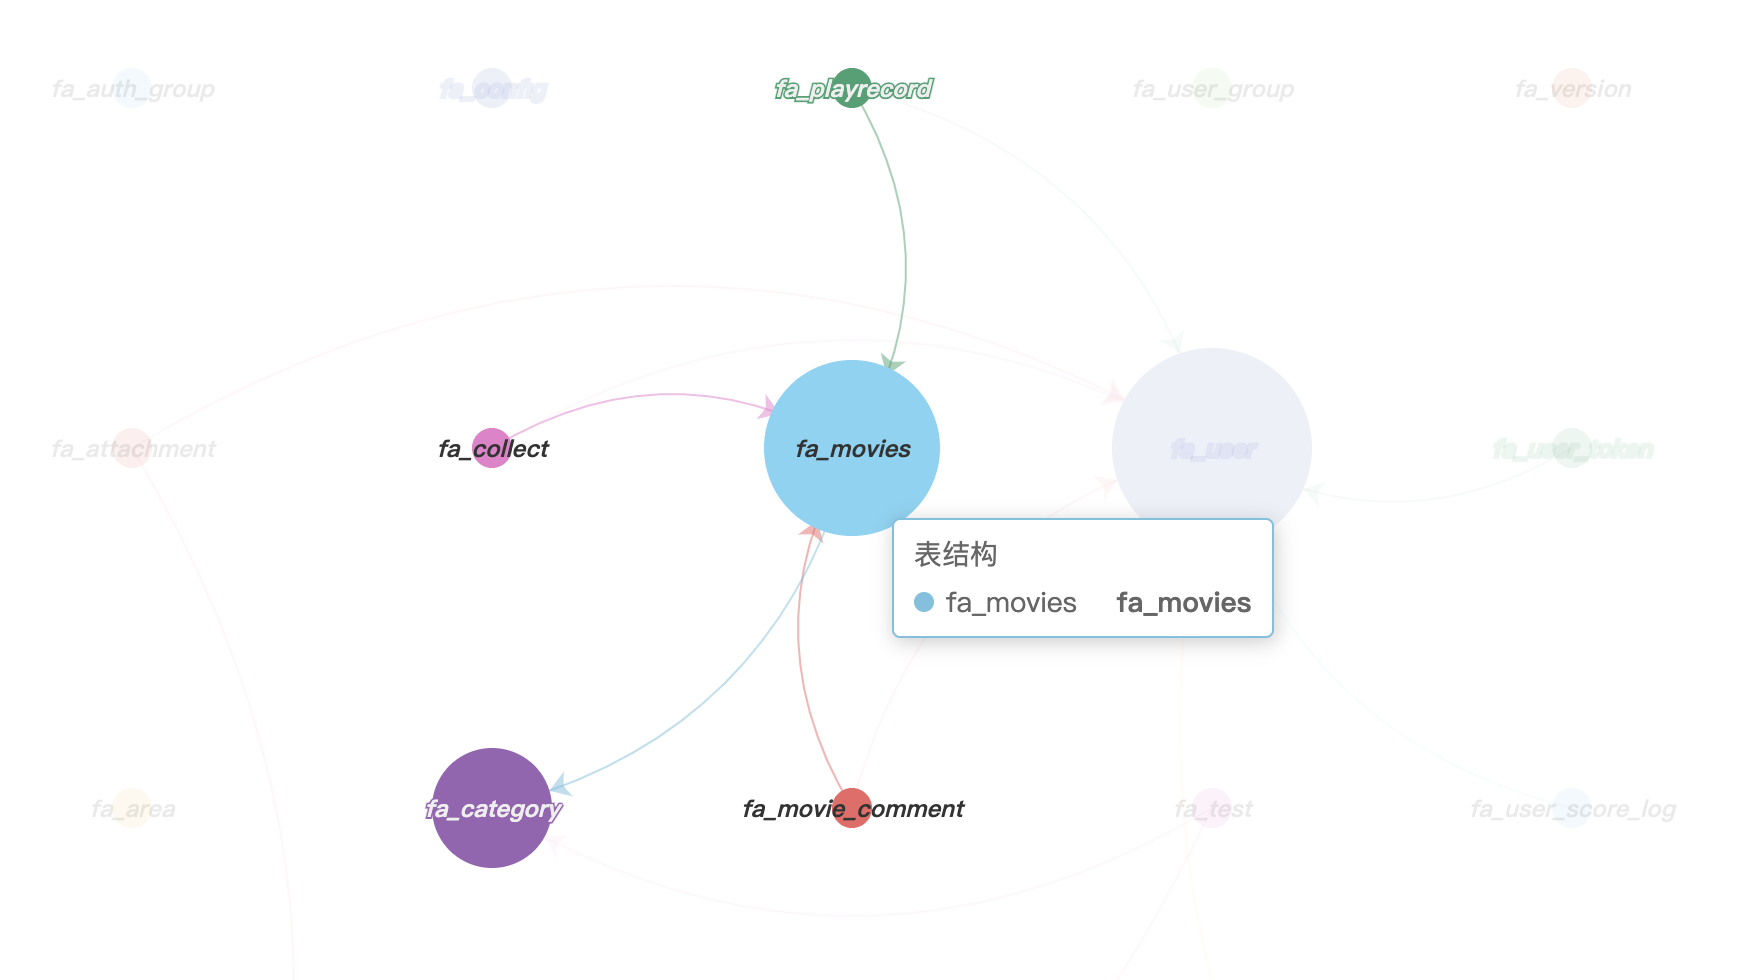 fa_auth_group
fa_config
fa_playrecord
fa_user_group
fa_version
fa_attachment
fa_collect
fa_movies
fa_user
fa_user_token
表结构
fa_movies fa_movies
fa_area
fa_category
fa_movie_comment
fa_test
fa_user_score_log